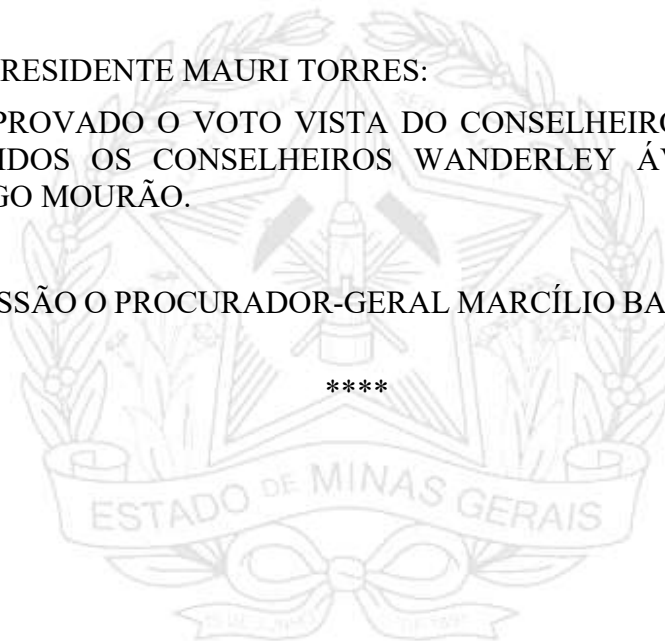 RESIDENTE MAURI TORRES:
PROVADO O VOTO VISTA DO CONSELHEIRO
IDOS OS CONSELHEIROS WANDERLEY ÁV
GO MOURÃO.
SSÃO O PROCURADOR-GERAL MARCÍLIO BA
****
ESTADO DE MINAS GERAIS